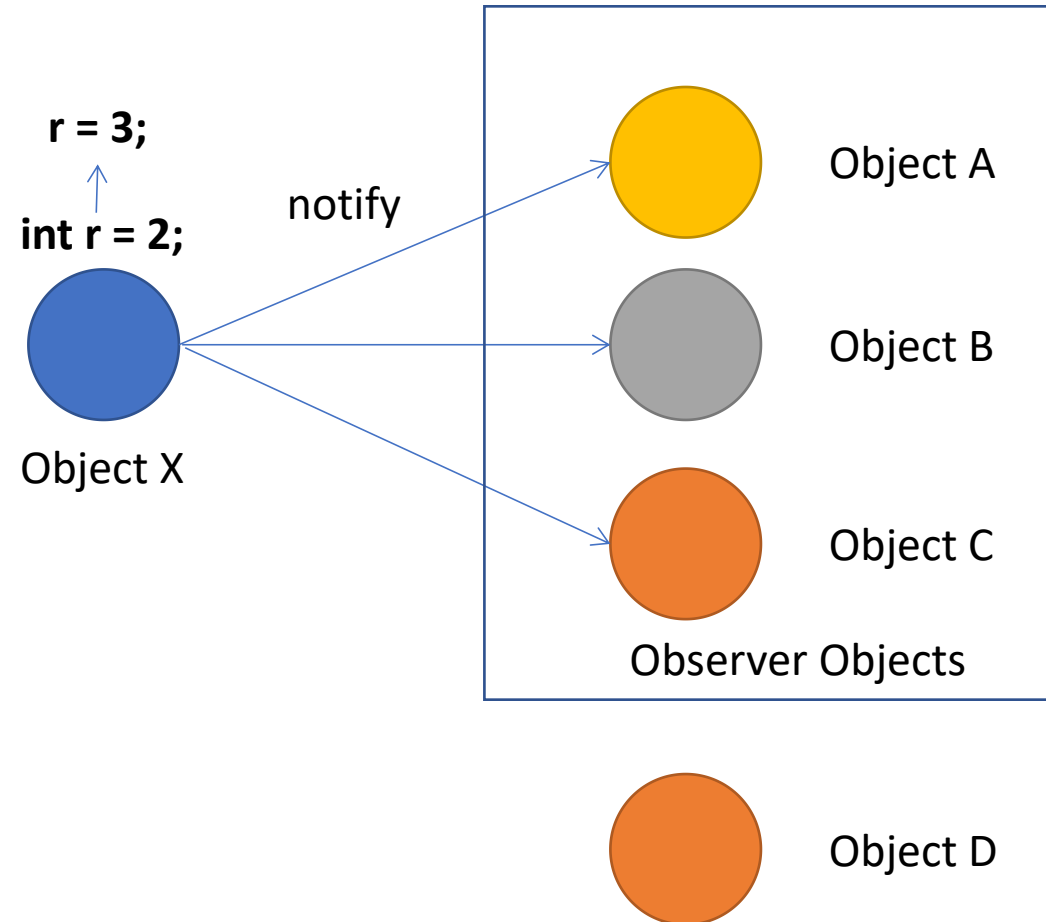 r = 3;
int r = 2;
notify
Object X
Object A
Object B
Object C
Observer Objects
Object D